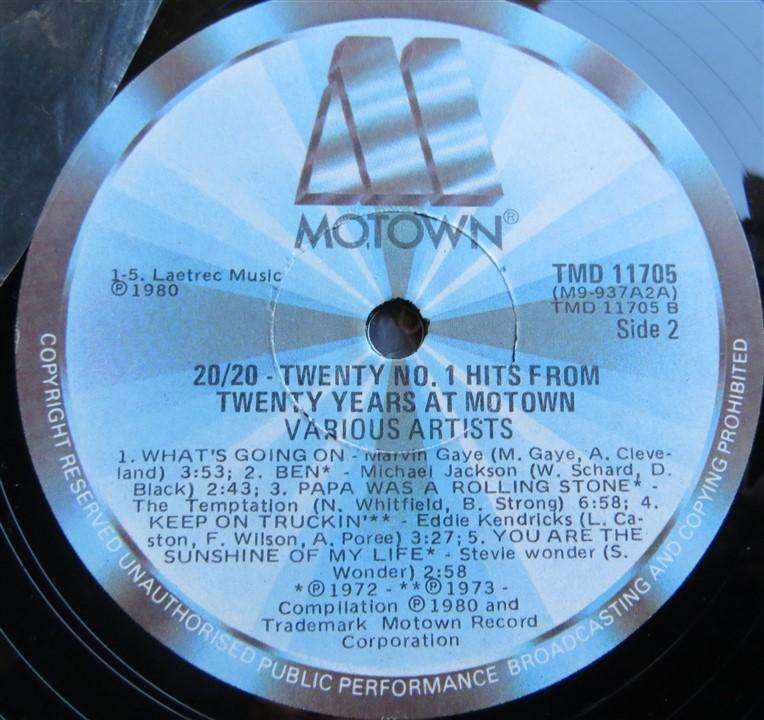 MOTOWN®
1-5. Laetrec Music
℗1980
TMD 11705
(M9-937A2A)
TMD 11705 B
Side 2
20/20 - TWENTY NO. 1 HITS FROM
TWENTY YEARS AT MOTOWN
VARIOUS ARTISTS
1. WHAT'S GOING ON - Marvin Gaye (M. Gaye, A. Cleve-
land) 3:53; 2. BEN* - Michael Jackson (W. Schard, D.
Black) 2:43; 3. PAPA WAS A ROLLING STONE* -
The Temptation (N. Whitfield, B. Strong) 6:58; 4.
KEEP ON TRUCKIN'** - Eddie Kendricks (L. Ca-
ston, F. Wilson, A. Poree) 3:27; 5. YOU ARE THE
SUNSHINE OF MY LIFE* - Stevie wonder (S.
Wonder) 2:58
*℗1972 - **℗1973 -
Compilation ℗1980 and
Trademark Motown Record
Corporation
COPYRIGHT RESERVED UNAUTHORISED PUBLIC PERFORMANCE BROADCASTING AND COPYING PROHIBITED